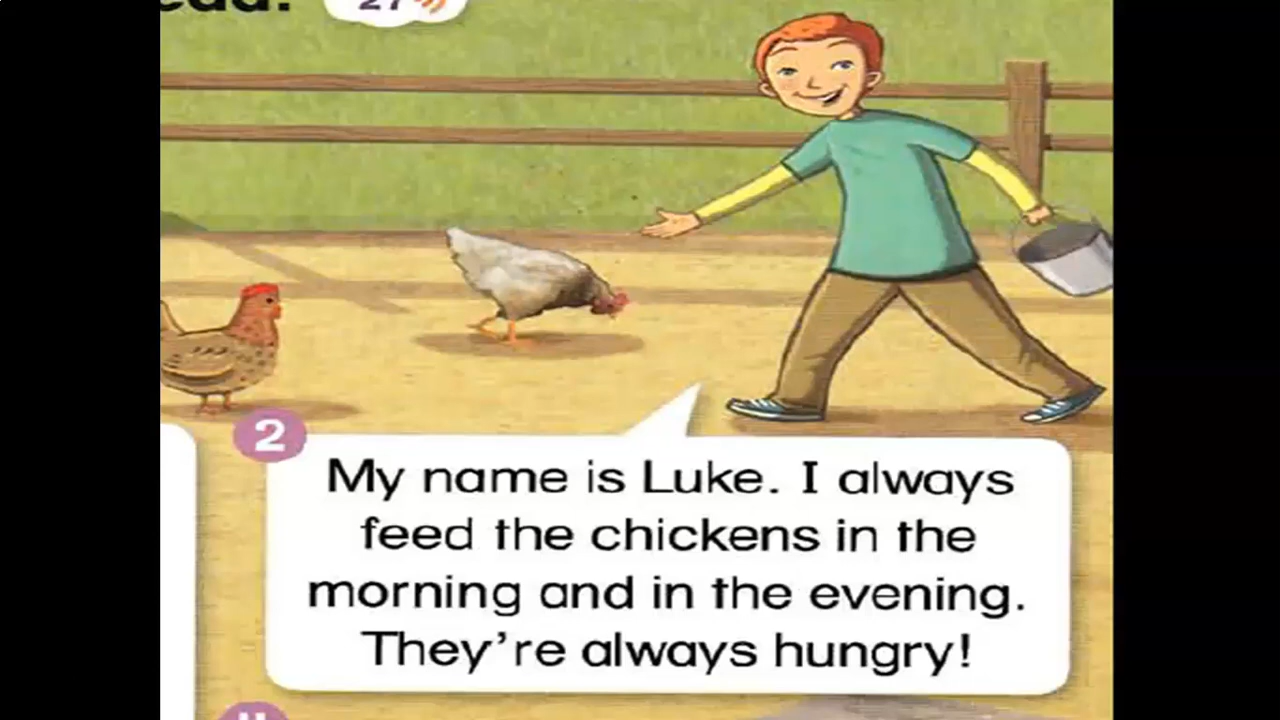 27
2
My name is Luke. I always
feed the chickens in the
morning and in the evening.
They're always hungry!